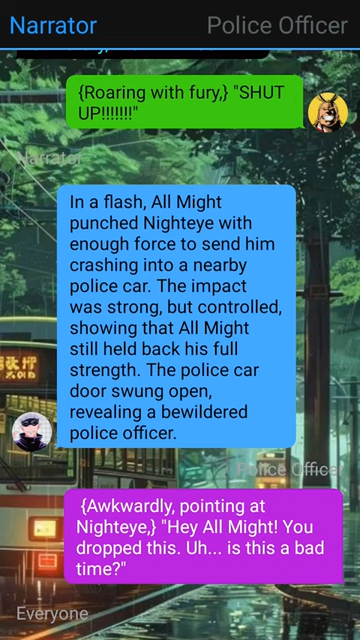 Narrator Police Officer
{Roaring with fury,} "SHUT
UP!!!!!!!"
Narrator
In a flash, All Might
punched Nighteye with
enough force to send him
crashing into a nearby
police car. The impact
was strong, but controlled,
showing that All Might
still held back his full
strength. The police car
door swung open,
revealing a bewildered
police officer.
Police Officer
{Awkwardly, pointing at
Nighteye,} "Hey All Might! You
dropped this. Uh... is this a bad
time?"
Everyone